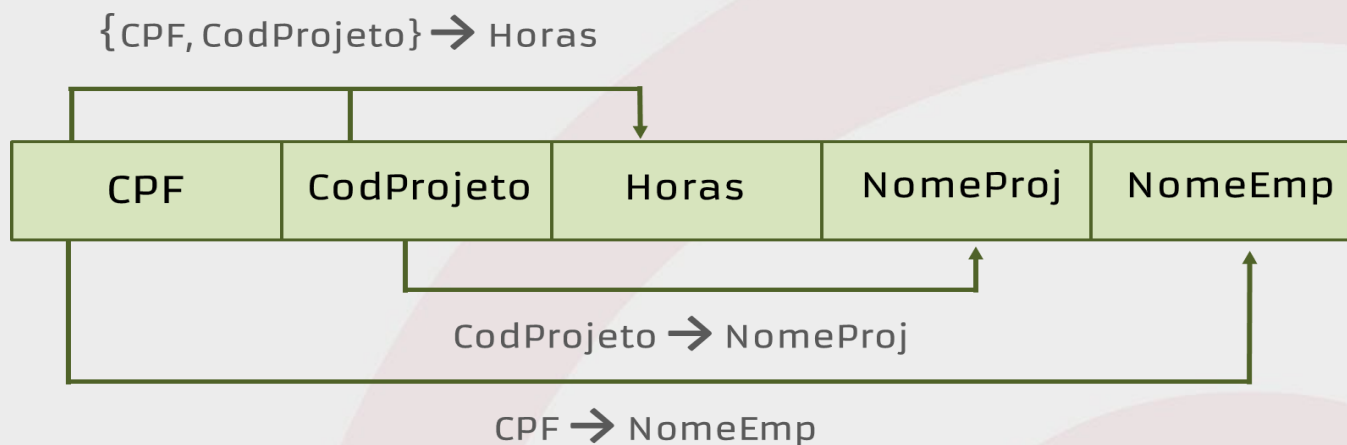 {CPF, CodProjeto} → Horas
CPF CodProjeto Horas NomeProj NomeEmp
CodProjeto → NomeProj
CPF → NomeEmp